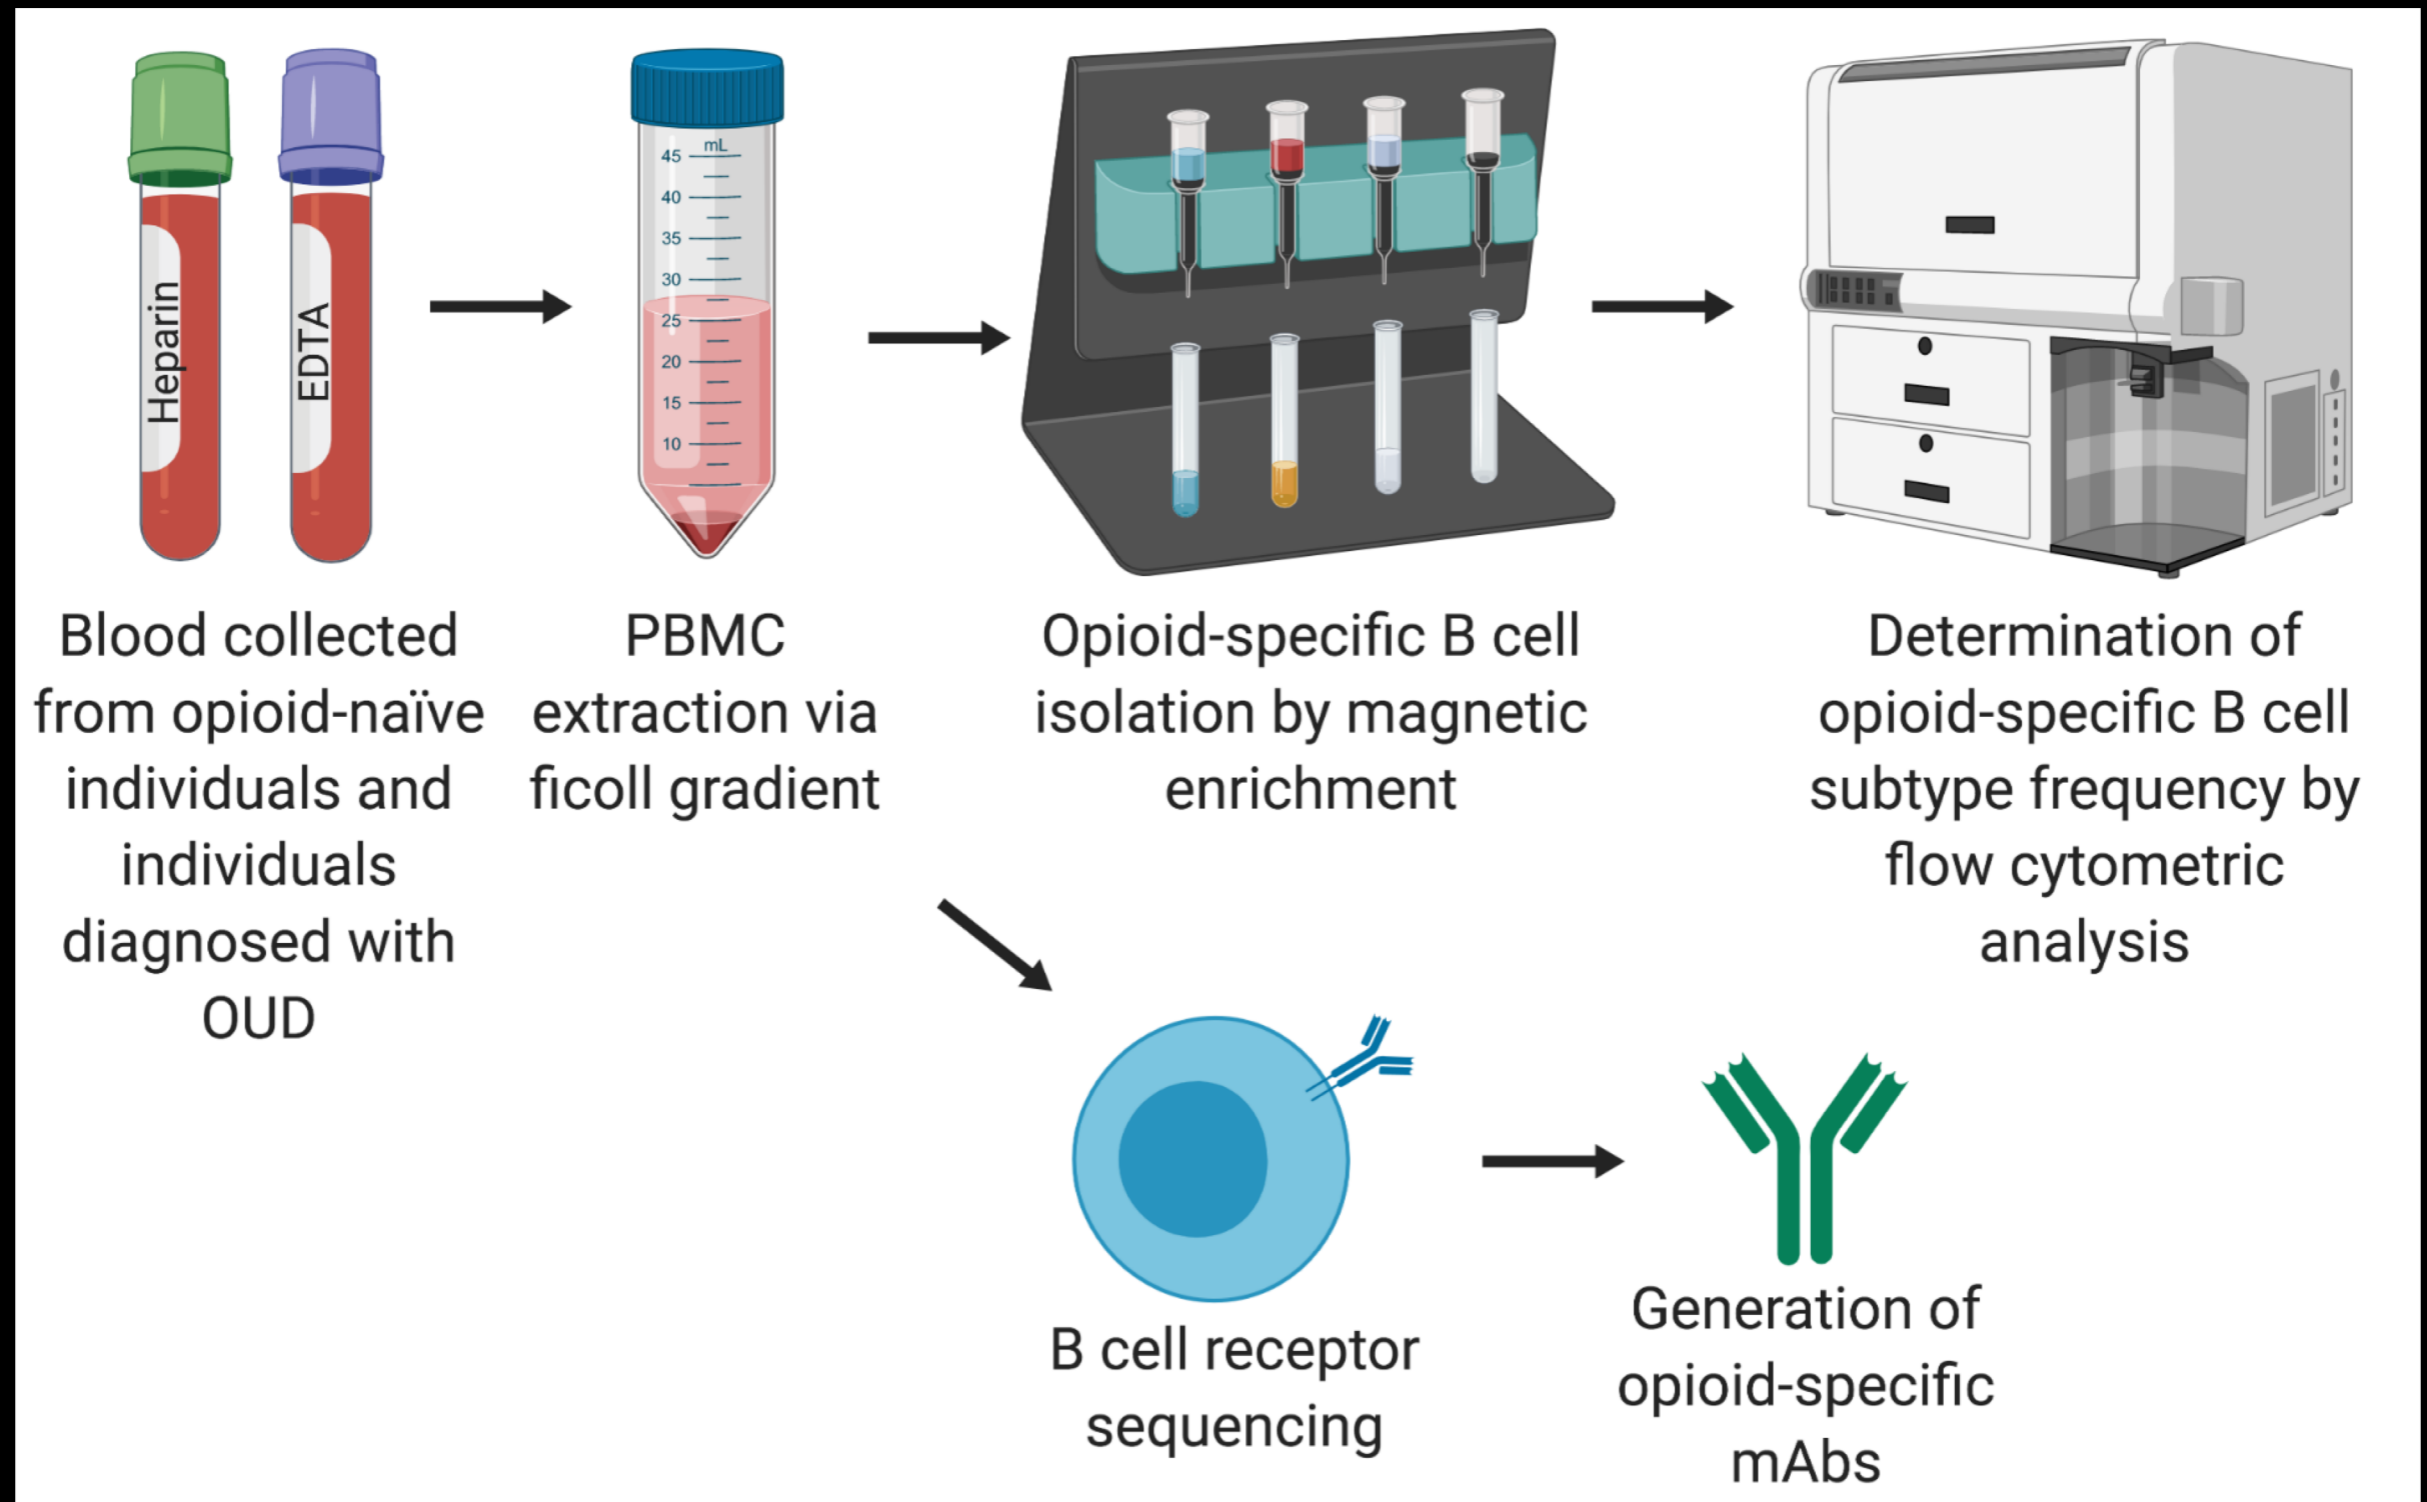 Heparin
EDTA
mL
45
40
35
30
25
20
15
10
Blood collected
from opioid-naïve
individuals and
individuals
diagnosed with
OUD
PBMC
extraction via
ficoll gradient
Opioid-specific B cell
isolation by magnetic
enrichment
Determination of
opioid-specific B cell
subtype frequency by
flow cytometric
analysis
B cell receptor
sequencing
Generation of
opioid-specific
mAbs